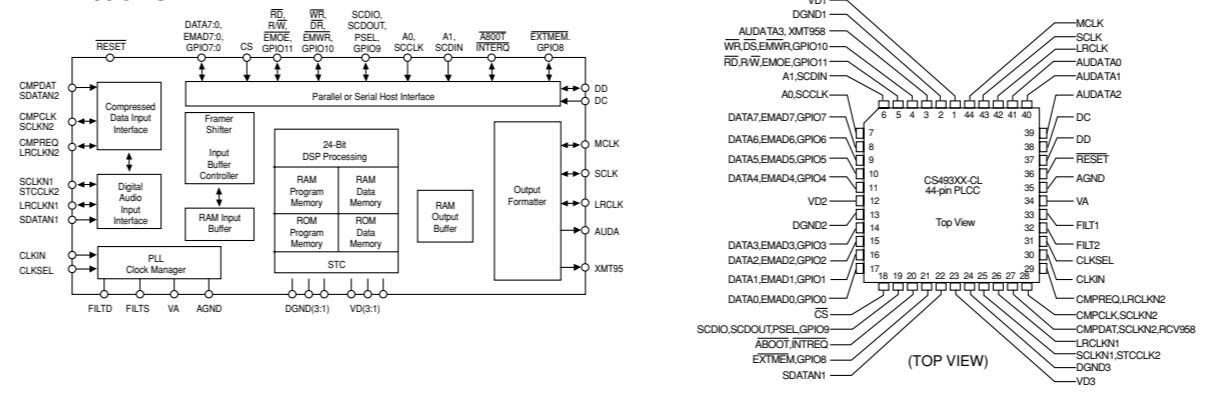 RESET
DATA7:0,
EMAD7:0,
GPIO7:0
CS
RD,
R/W,
EMOE,
GPIO11
WR,
DR,
EMWR,
GPIO10
SCDIO,
SCDOUT,
PSEL,
GPIO9
A0,
SCCLK
A1,
SCDIN
A800T
INTERQ
EXTMEM.
GPIO8
CMPDAT
SDATAN2
CMPCLK
SCLKN2
CMPREQ
LRCLKN2
SCLKN1
STCCLK2
LRCLKN1
SDATAN1
CLKIN
CLKSEL
Compressed
Data Input
Interface
Digital
Audio
Input
Interface
PLL
Clock Manager
Parallel or Serial Host Interface
Framer
Shifter
Input
Buffer
Controller
RAM Input
Buffer
24-Bit
DSP Processing
RAM
Program
Memory
RAM
Data
Memory
ROM
Program
Memory
ROM
Data
Memory
STC
RAM
Output
Buffer
Output
Formatter
DD
DC
MCLK
SCLK
LRCLK
AUDA
XMT95
FILTD
FILTS
VA
AGND
DGND(3:1)
VD(3:1)
VD1
DGND1
AUDATA3, XMT958
WR,DS,EMWR,GPIO10
RD,R/W,EMOE,GPIO11
A1,SCDIN
A0,SCCLK
DATA7,EMAD7,GPIO7
DATA6,EMAD6,GPIO6
DATA5,EMAD5,GPIO5
DATA4,EMAD4,GPIO4
VD2
DGND2
DATA3,EMAD3,GPIO3
DATA2,EMAD2,GPIO2
DATA1,EMAD1,GPIO1
DATA0,EMAD0,GPIO0
CS
SCDIO,SCDOUT,PSEL,GPIO9
ABOOT,INTREQ
EXTMEM,GPIO8
SDATAN1
6 5 4 3 2 1 44 43 42 41 40
7
8
9
10
11
12
13
14
15
16
17
CS493XX-CL
44-pin PLCC
Top View
39
38
37
36
35
34
33
32
31
30
29
18 19 20 21 22 23 24 25 26 27 28
MCLK
SCLK
LRCLK
AUDATA0
AUDATA1
AUDATA2
DC
DD
RESET
AGND
VA
FILT1
FILT2
CLKSEL
CLKIN
CMPREQ,LRCLKN2
CMPCLK,SCLKN2
CMPDAT,SCLKN2,RCV958
LRCLKN1
SCLKN1,STCCLK2
DGND3
VD3
(TOP VIEW)